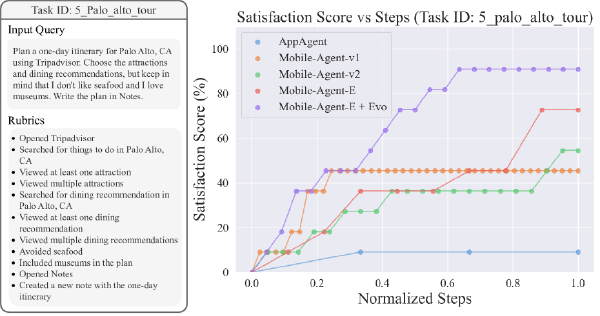 Task ID: 5_Palo_alto_tour
Input Query
Plan a one-day itinerary for Palo Alto, CA
using Tripadvisor. Choose the attractions
and dining recommendations, but keep in
mind that I don't like seafood and I love
museums. Write the plan in Notes.
Rubrics
• Opened Tripadvisor
• Searched for things to do in Palo Alto,
CA
• Viewed at least one attraction
• Viewed multiple attractions
• Searched for dining recommendation in
Palo Alto, CA
• Viewed at least one dining
recommendation
• Viewed multiple dining recommendations
• Avoided seafood
• Included museums in the plan
• Opened Notes
• Created a new note with the one-day
itinerary
Satisfaction Score vs Steps (Task ID: 5_palo_alto_tour)
AppAgent
Mobile-Agent-v1
Mobile-Agent-v2
Mobile-Agent-E
Mobile-Agent-E + Evo
Satisfaction Score (%)
100
80
60
40
20
0
0.0 0.2 0.4 0.6 0.8 1.0
Normalized Steps